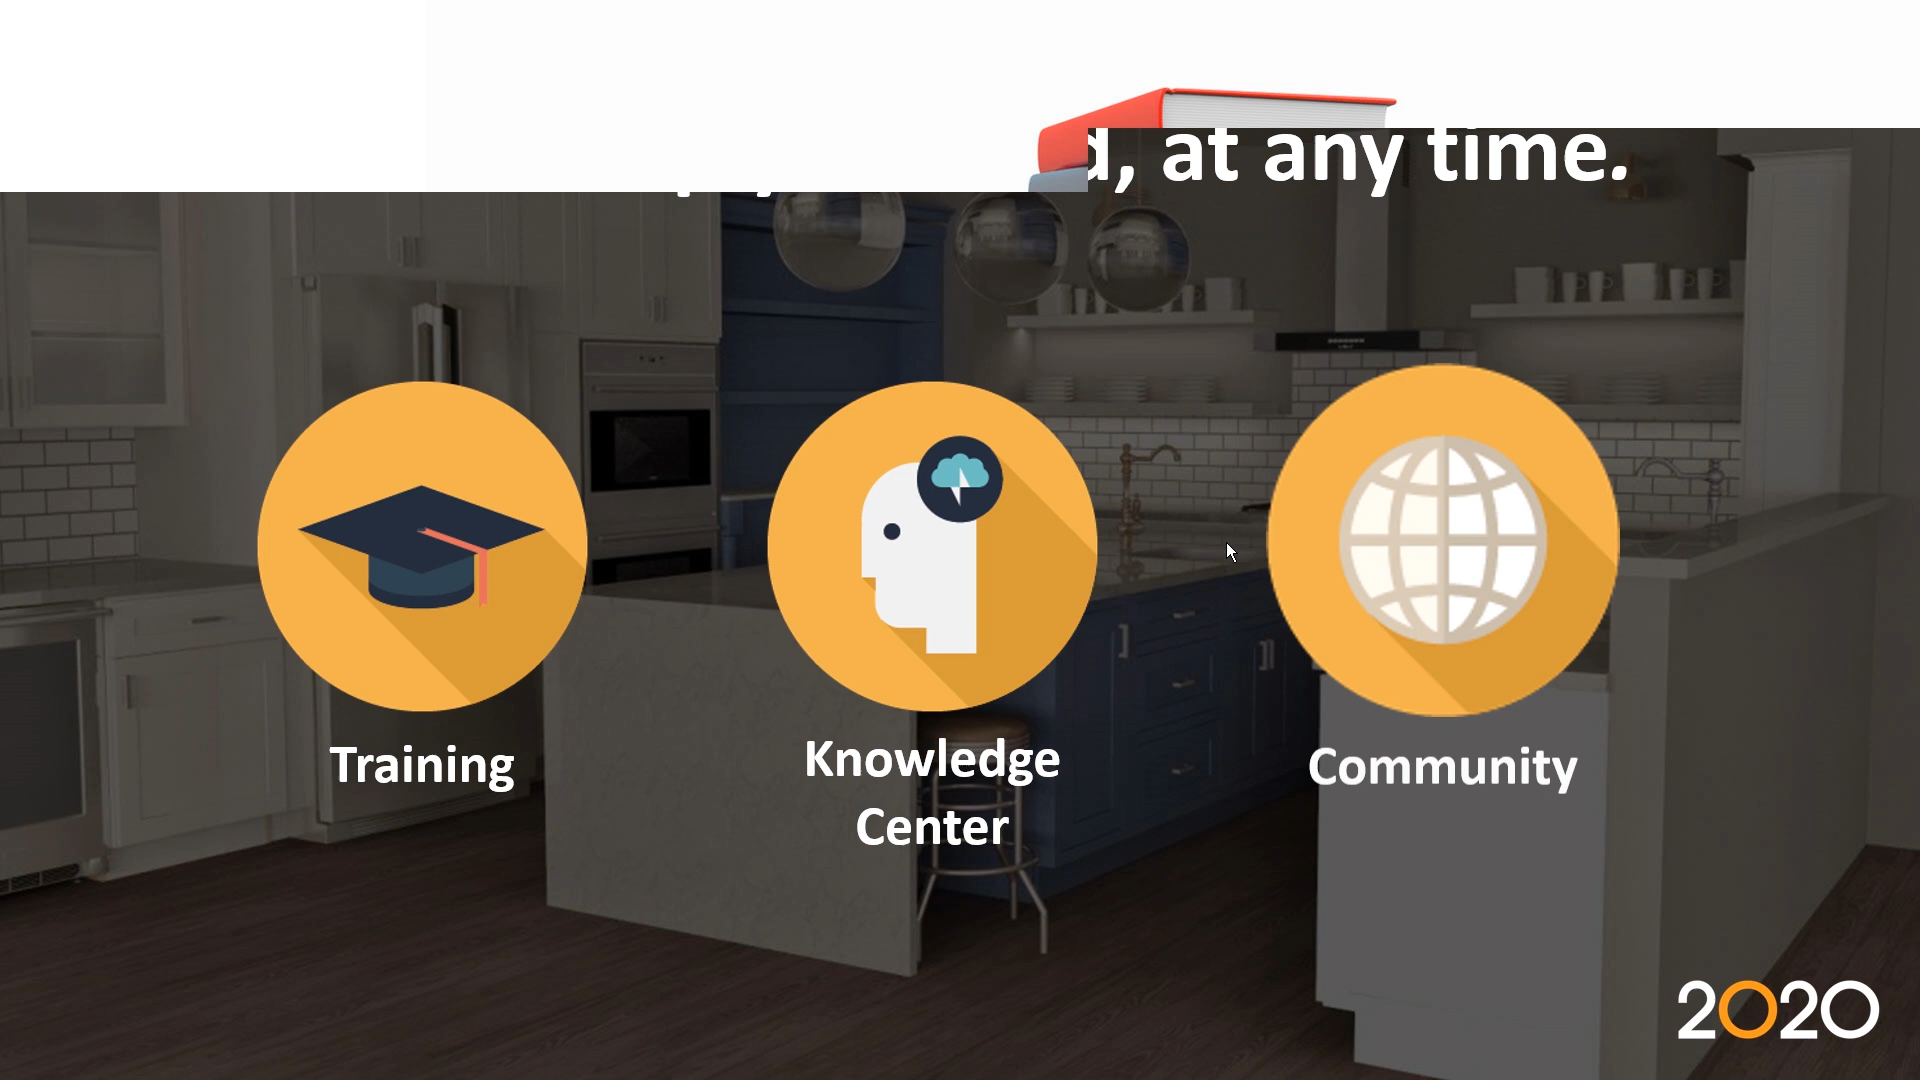 , at any time.
Training
Knowledge
Center
Community
2020